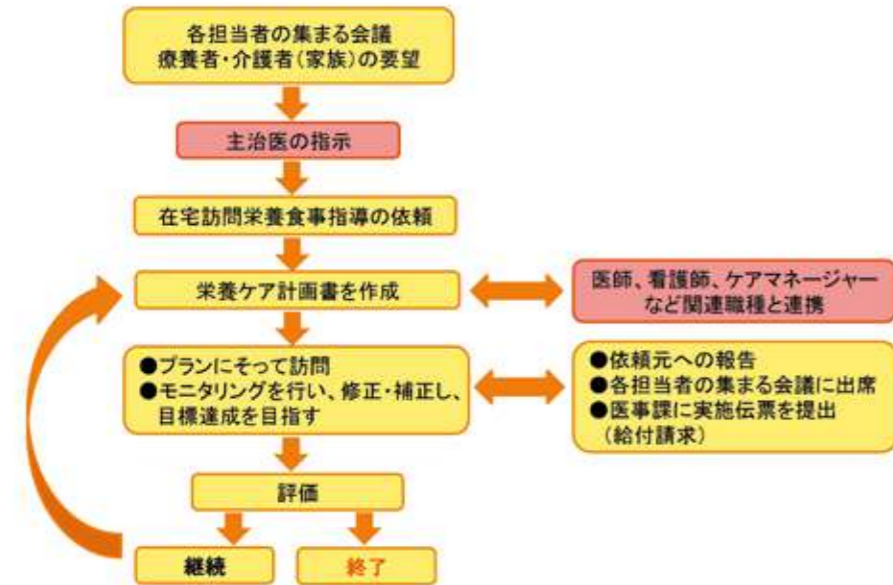 各担当者の集まる会議
療養者・介護者(家族)の要望
主治医の指示
在宅訪問栄養食事指導の依頼
栄養ケア計画書を作成
医師、看護師、ケアマネージャー
など関連職種と連携
●プランにそって訪問
●モニタリングを行い、修正・補正し、
目標達成を目指す
●依頼元への報告
●各担当者の集まる会議に出席
●医事課に実施伝票を提出
(給付請求)
評価
継続
終了